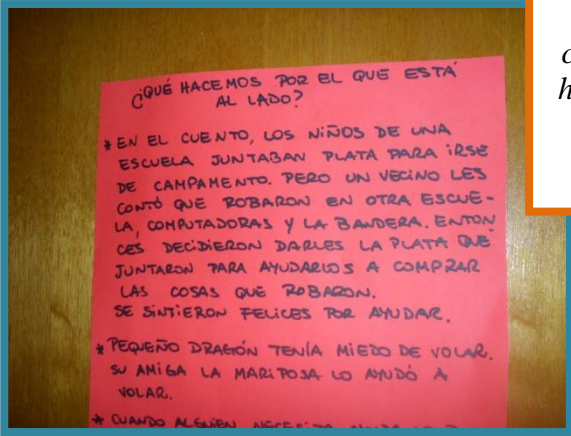 ¿QUÉ HACEMOS POR EL QUE ESTÁ
AL LADO?
* EN EL CUENTO, LOS NIÑOS DE UNA
ESCUELA JUNTABAN PLATA PARA IRSE
DE CAMPAMENTO. PERO UN VECINO LES
CONTÓ QUE ROBARON EN OTRA ESCUE-
LA, COMPUTADORAS Y LA BANDERA. ENTON
CES DECIDIERON DARLES LA PLATA QUE
JUNTARON PARA AYUDARLOS A COMPRAR
LAS COSAS QUE ROBARON.
SE SINTIERON FELICES POR AYUDAR.
* PEQUEÑO DRAGÓN TENÍA MIEDO DE VOLAR.
SU AMIGA LA MARIPOSA LO AYUDÓ A
VOLAR.
* CUANDO ALGUIEN NECESITA